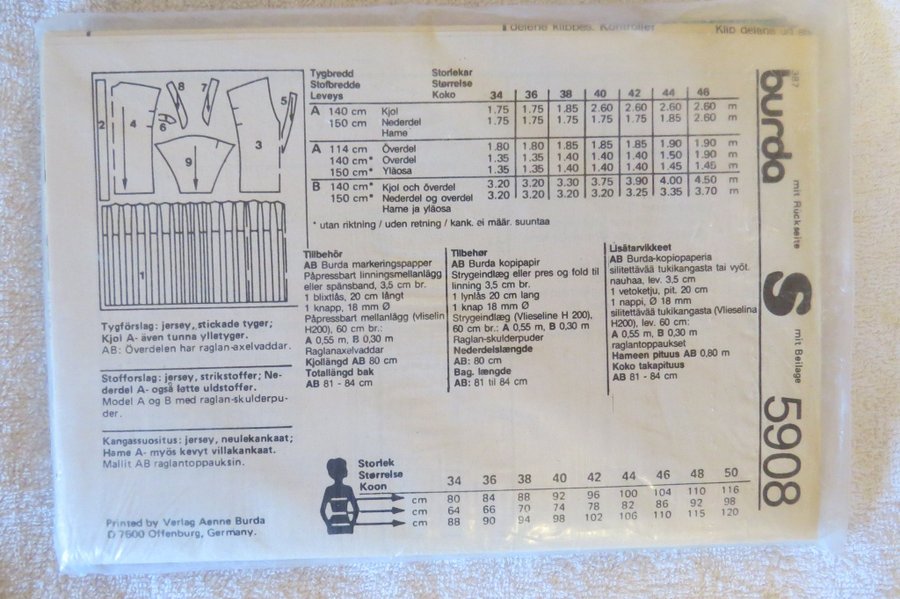 delene klippes. Kontroller
Klip delene
Tygbredd Storlekar
Stofbredde Størrelse
Leveys Koko 34 36 38 40 42 44 46
A 140 cm Kjol 1.75 1.75 1.85 2.60 2.60 2.60 2.60 m
150 cm Nederdel 1.75 1.75 1.75 1.85 1.85 1.85 2.60 m
Hame
A 114 cm Överdel 1.80 1.80 1.85 1.85 1.85 1.90 1.90 m
140 cm* Overdel 1.35 1.35 1.40 1.40 1.40 1.50 1.90 m
150 cm* Yläosa 1.35 1.35 1.40 1.40 1.40 1.45 1.45 m
B 140 cm* Kjol och överdel 3.20 3.20 3.30 3.75 3.90 4.00 4.50 m
150 cm* Nederdel og overdel 3.20 3.20 3.20 3.20 3.25 3.35 3.70 m
Hame ja yläosa
* utan riktning / uden retning / kank. ei määr. suuntaa
2 4 8 6 7 9 3 5
1
Tygförslag: jersey, stickade tyger;
Kjol A- även tunna ylletyger.
AB: Överdelen har raglan-axelvaddar.
Stofforslag: jersey, strikstoffer; Ne-
derdel A- også lette uldstoffer.
Model A og B med raglan-skulderpu-
der.
Kangassuositus: jersey, neulekankaat;
Hame A- myös kevyt villakankaat.
Mallit AB raglantoppauksin.
Printed by Verlag Aenne Burda
D 7600 Offenburg, Germany.
Tillbehör
AB Burda markeringspapper
Påpressbart linningsmellanlägg
eller spänsband, 3,5 cm br.
1 blixtlås, 20 cm långt
1 knapp, 18 mm Ø
Påpressbart mellanlägg (Vliselin
H200), 60 cm br.:
A 0,55 m, B 0,30 m
Raglanaxelvaddar
Kjollängd AB 80 cm
Totallängd bak
AB 81 - 84 cm
Tilbehør
AB Burda kopipapir
Strygeindlæg eller pres og fold til
linning 3,5 cm br.
1 lynlås 20 cm lang
1 knap 18 mm Ø
Strygeindlæg (Vlieseline H 200),
60 cm br.: A 0,55 m, B 0,30 m
Raglan-skulderpuder
Nederdelslængde
AB: 80 cm
Bag. længde
AB: 81 til 84 cm
Lisätarvikkeet
AB Burda-kopiopaperia
silitettävää tukikangasta tai vyöt.
nauhaa, lev. 3,5 cm
1 vetoketju, pit. 20 cm
1 nappi, Ø 18 mm
silitettävää tukikangasta (Vlieselina
H200), lev. 60 cm:
A 0,55 m, B 0,30 m
raglantoppaukset
Hameen pituus AB 0,80 m
Koko takapituus
AB 81 - 84 cm
Storlek
Størrelse
Koon 34 36 38 40 42 44 46 48 50
cm 80 84 88 92 96 100 104 110 116
cm 64 66 70 74 78 82 86 92 98
cm 88 90 94 98 102 106 110 115 120
387
burda
mit Rückseite
S
mit Beilage
5908